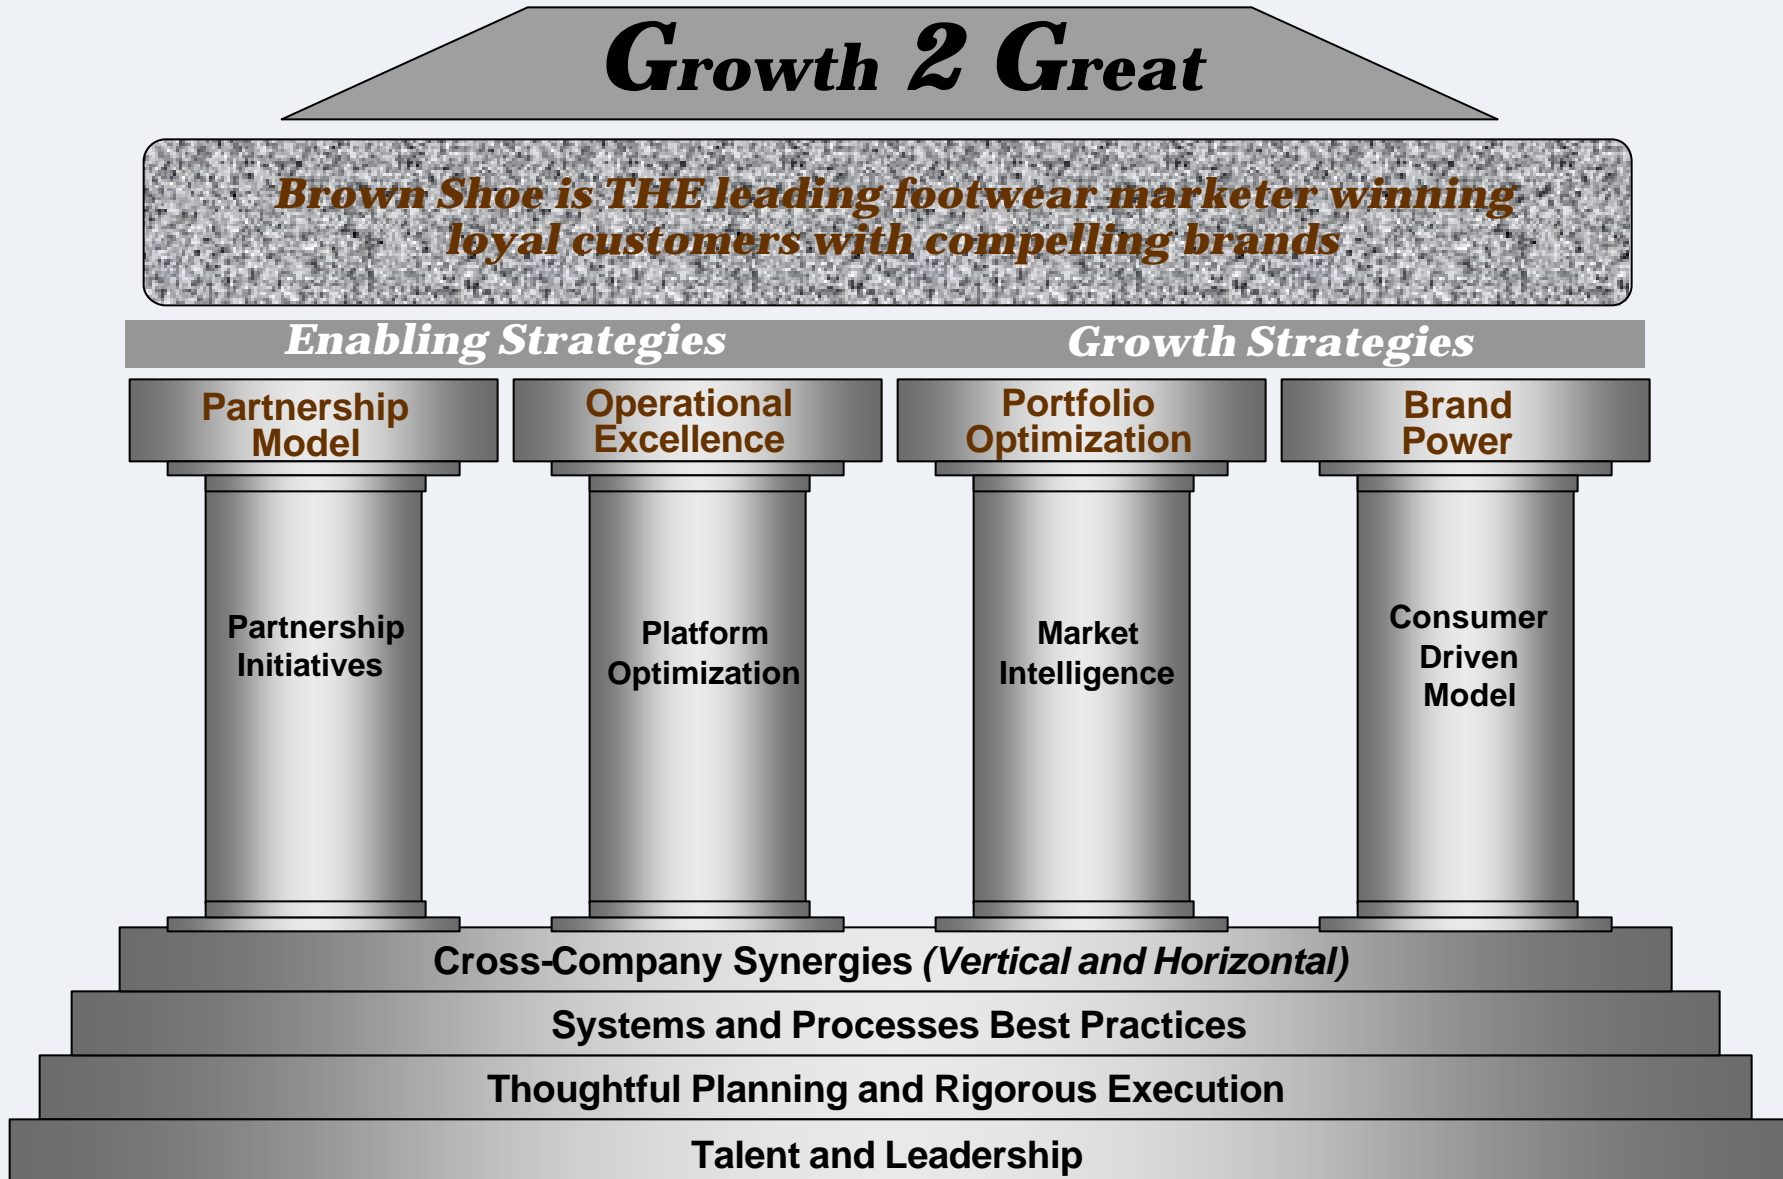 Growth 2 Great
Brown Shoe is THE leading footwear marketer winning
loyal customers with compelling brands
Enabling Strategies
Growth Strategies
Partnership
Model
Operational
Excellence
Portfolio
Optimization
Brand
Power
Partnership
Initiatives
Platform
Optimization
Market
Intelligence
Consumer
Driven
Model
Cross-Company Synergies (Vertical and Horizontal)
Systems and Processes Best Practices
Thoughtful Planning and Rigorous Execution
Talent and Leadership